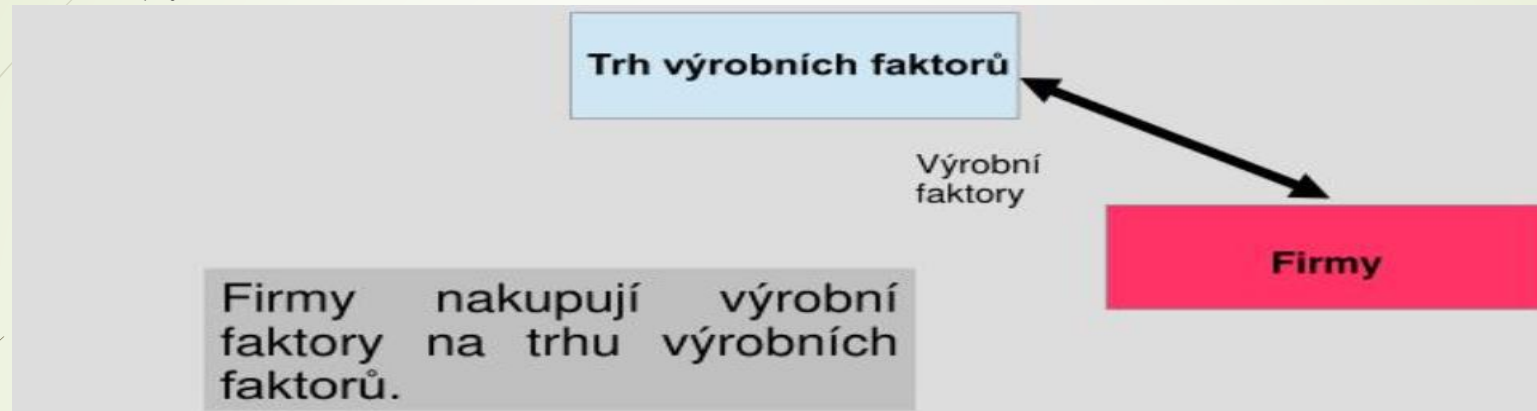 Trh výrobních faktorů
Výrobní
faktory
Firmy
Firmy nakupují výrobní
faktory na trhu výrobních
faktorů.